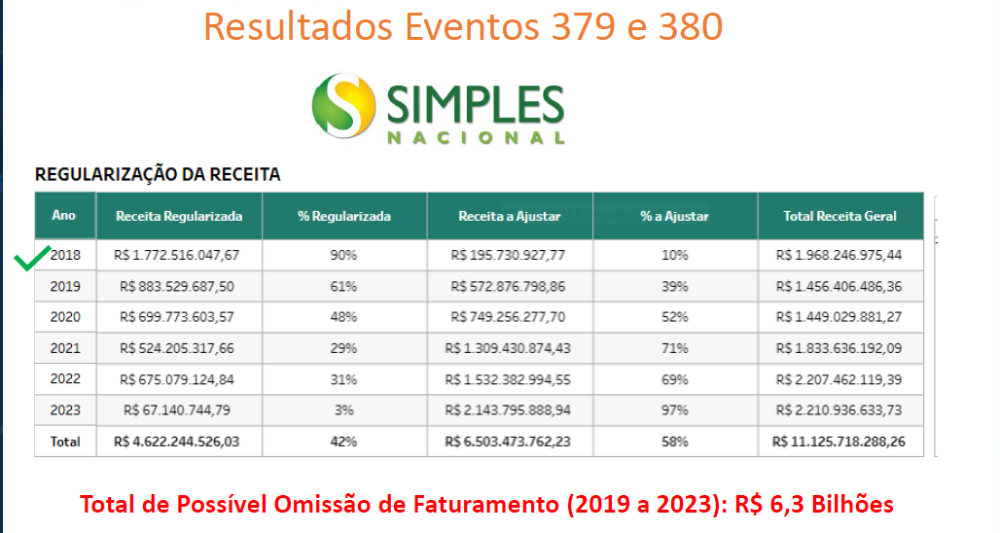 Resultados Eventos 379 e 380
SIMPLES
NACIONAL
REGULARIZAÇÃO DA RECEITA
Ano Receita Regularizada % Regularizada Receita a Ajustar % a Ajustar Total Receita Geral
2018 R$ 1.772.516.047,67 90% R$ 195.730.927,77 10% R$ 1.968.246.975,44
2019 R$ 883.529.687,50 61% R$ 572.876.798,86 39% R$ 1.456.406.486,36
2020 R$ 699.773.603,57 48% R$ 749.256.277,70 52% R$ 1.449.029.881,27
2021 R$ 524.205.317,66 29% R$ 1.309.430.874,43 71% R$ 1.833.636.192,09
2022 R$ 675.079.124,84 31% R$ 1.532.382.994,55 69% R$ 2.207.462.119,39
2023 R$ 67.140.744,79 3% R$ 2.143.795.888,94 97% R$ 2.210.936.633,73
Total R$ 4.622.244.526,03 42% R$ 6.503.473.762,23 58% R$ 11.125.718.288,26
Total de Possível Omissão de Faturamento (2019 a 2023): R$ 6,3 Bilhões